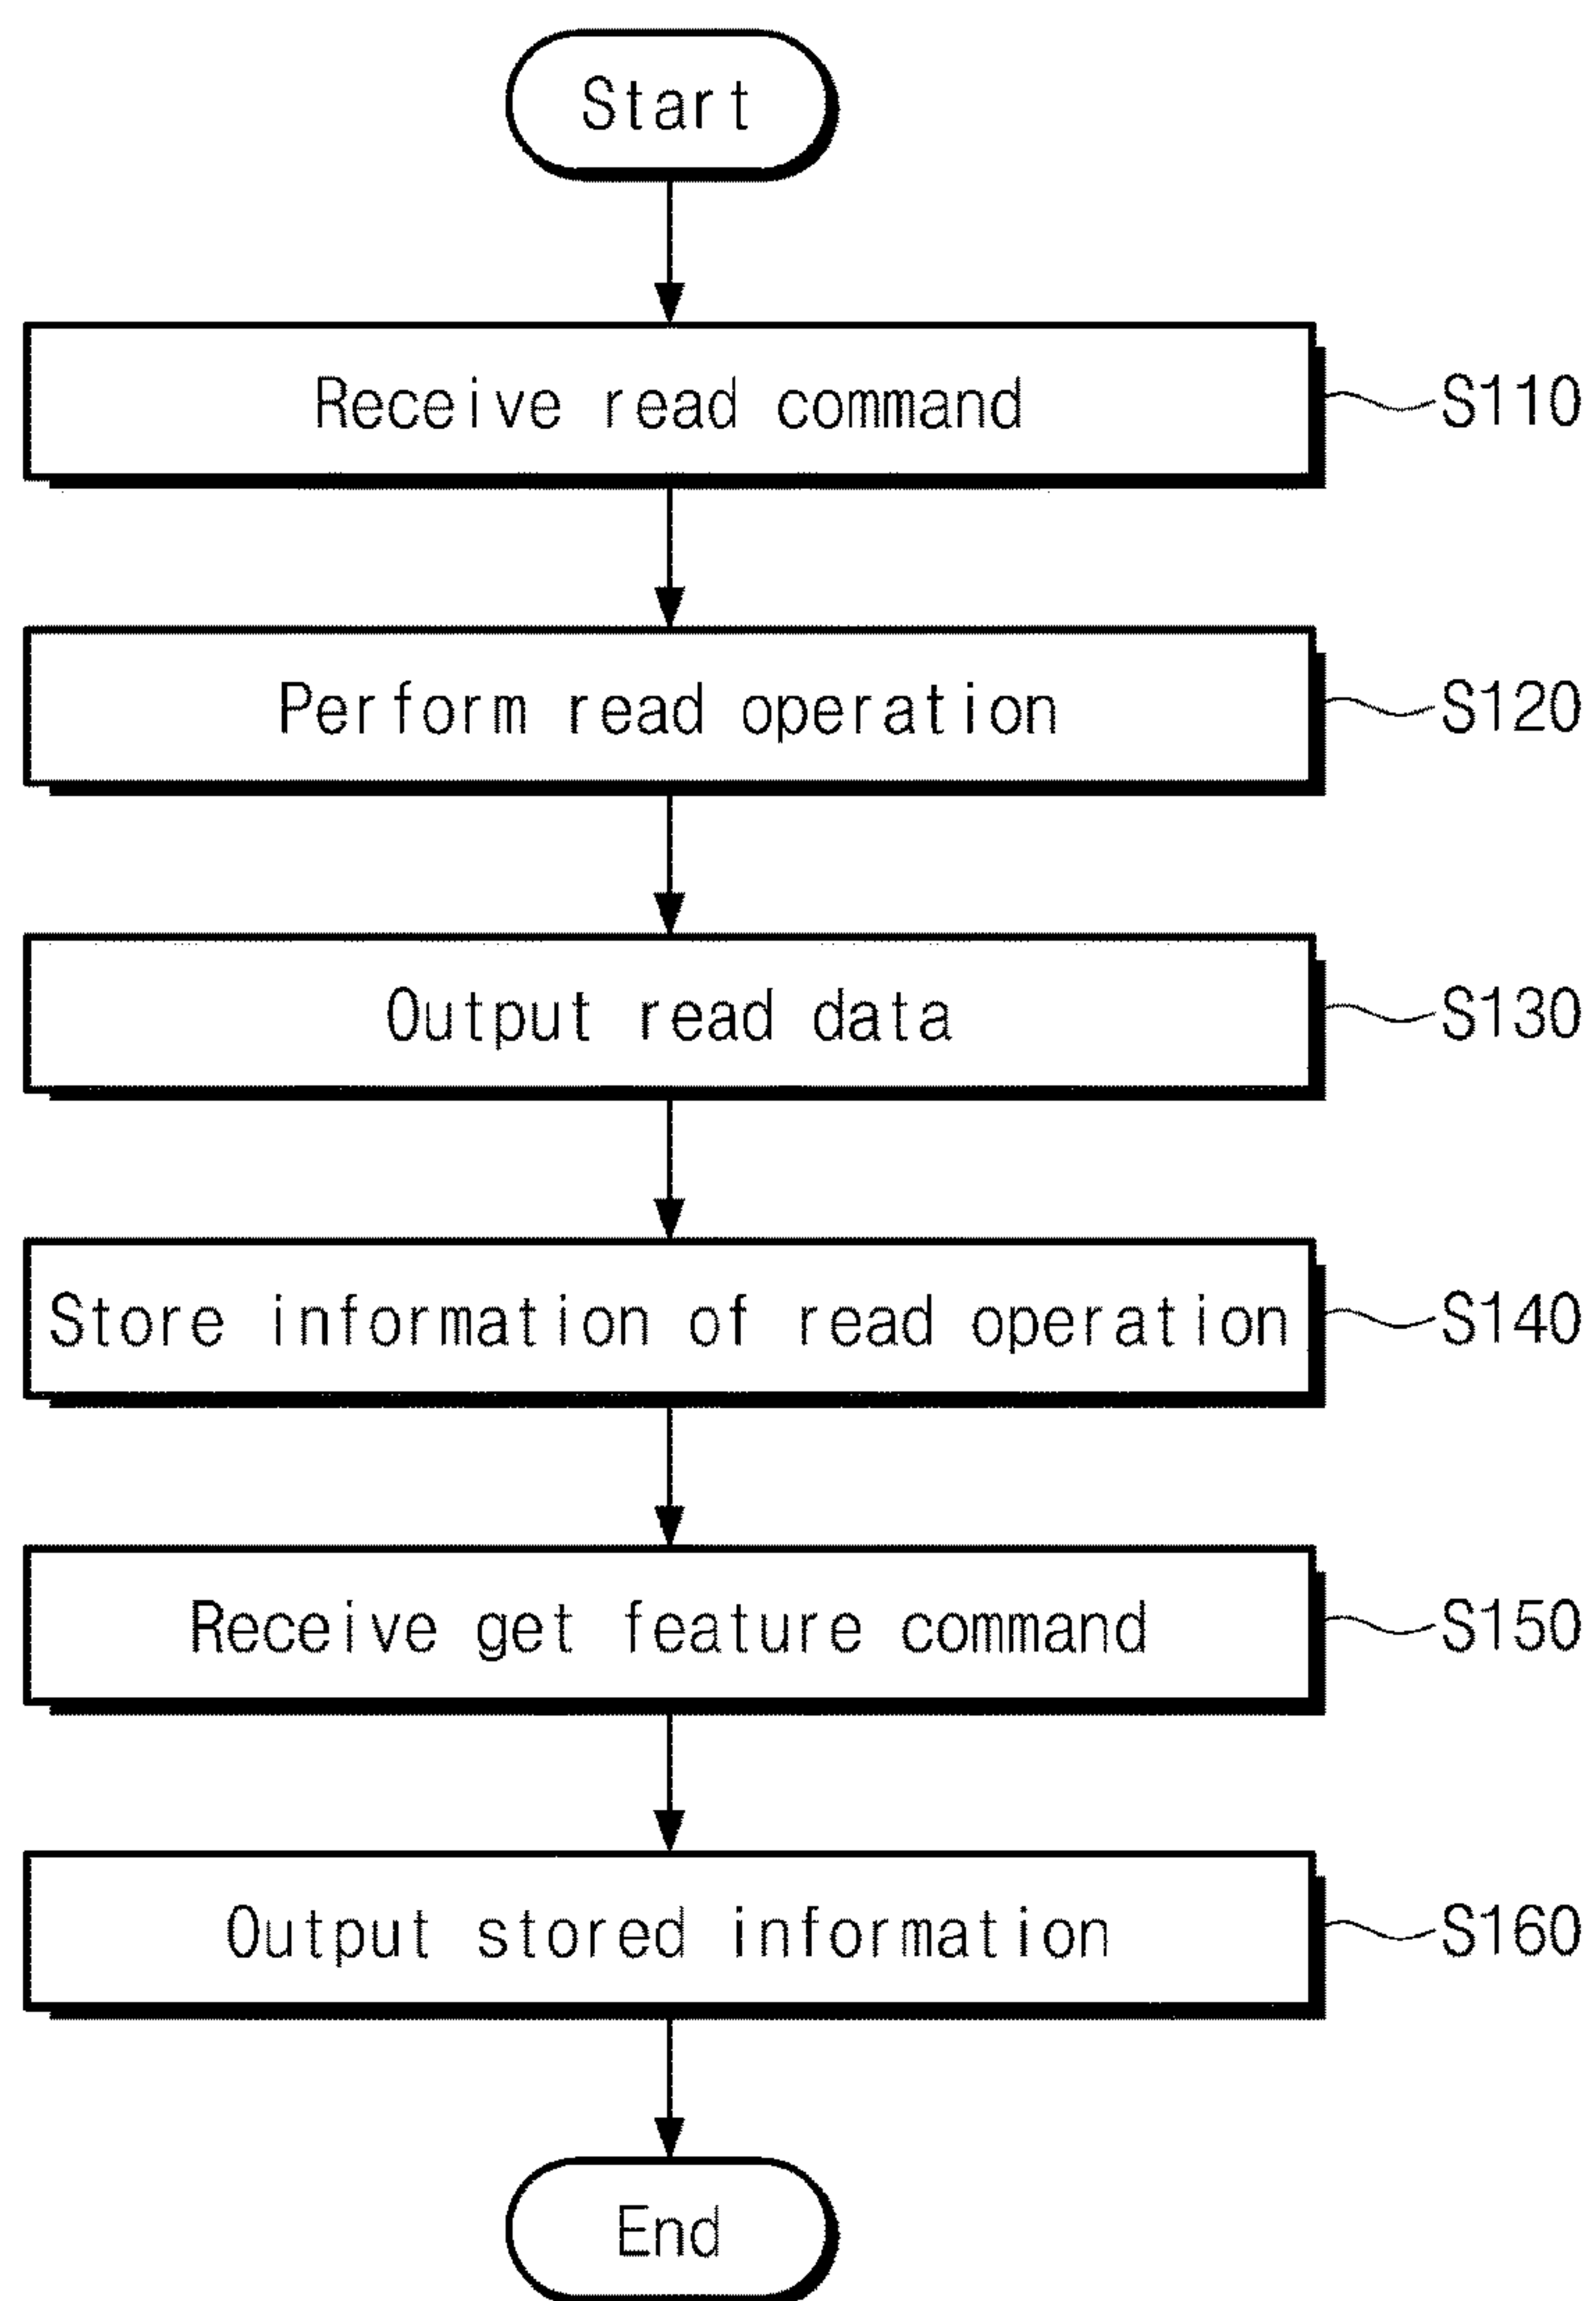 Start
Receive read command
S110
Perform read operation
S120
Output read data
S130
Store information of read operation
S140
Receive get feature command
S150
Output stored information
S160
End